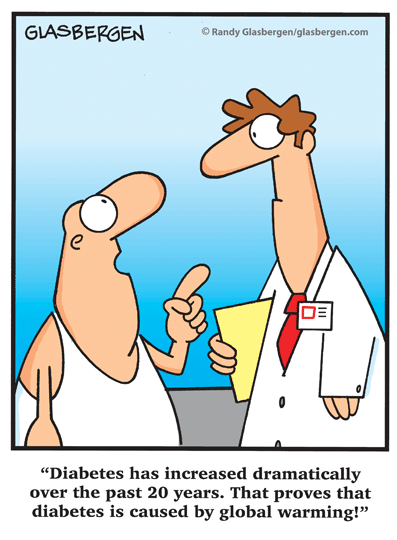 GLASBERGEN
© Randy Glasbergen/glasbergen.com
“Diabetes has increased dramatically
over the past 20 years. That proves that
diabetes is caused by global warming!”